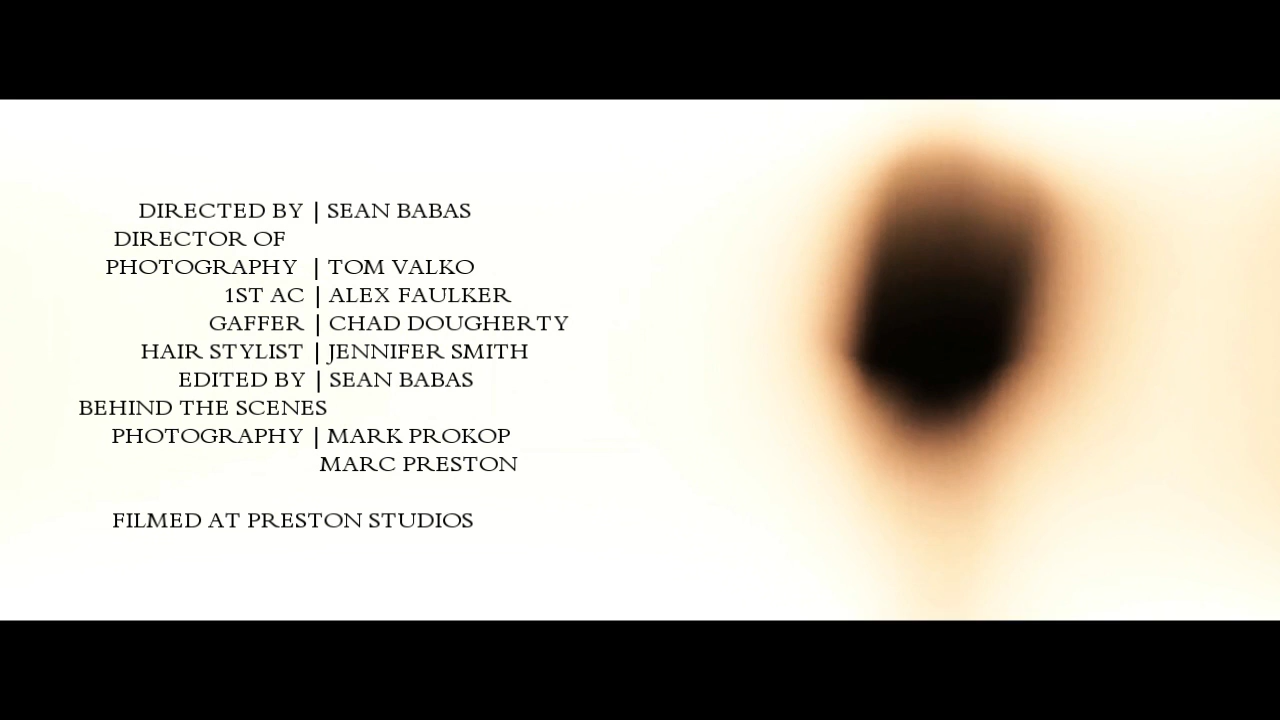 DIRECTED BY | SEAN BABAS
DIRECTOR OF
PHOTOGRAPHY | TOM VALKO
1ST AC | ALEX FAULKER
GAFFER | CHAD DOUGHERTY
HAIR STYLIST | JENNIFER SMITH
EDITED BY | SEAN BABAS
BEHIND THE SCENES
PHOTOGRAPHY | MARK PROKOP
MARC PRESTON
FILMED AT PRESTON STUDIOS